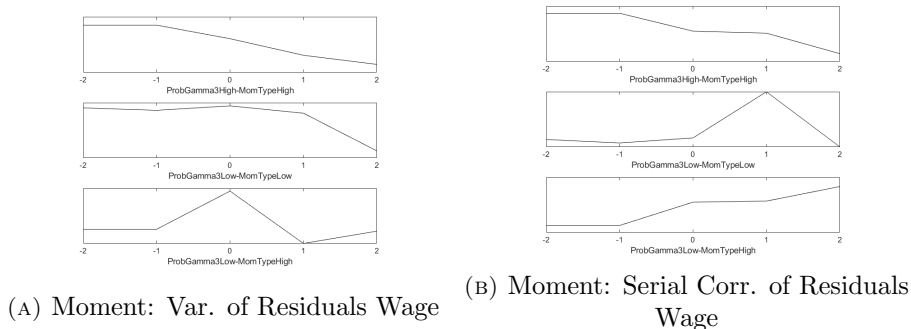 -2 -1 0 1 2
ProbGamma3High-MomTypeHigh
-2 -1 0 1 2
ProbGamma3Low-MomTypeLow
-2 -1 0 1 2
ProbGamma3Low-MomTypeHigh
(A) Moment: Var. of Residuals Wage
-2 -1 0 1 2
ProbGamma3High-MomTypeHigh
-2 -1 0 1 2
ProbGamma3Low-MomTypeLow
-2 -1 0 1 2
ProbGamma3Low-MomTypeHigh
(B) Moment: Serial Corr. of Residuals
Wage